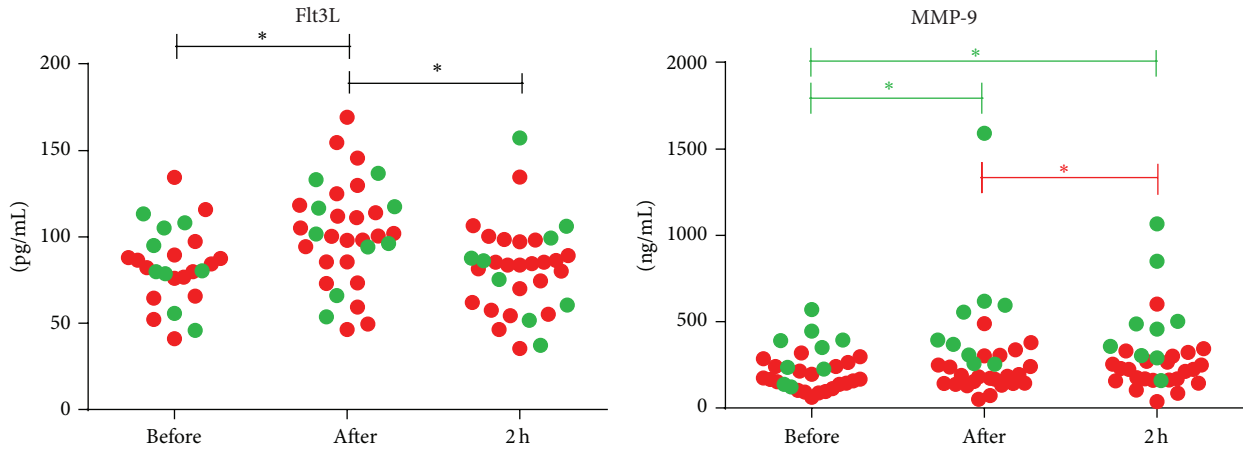 Flt3L
*
*
200
150
100
50
0
(pg/mL)
Before After 2 h
MMP-9
*
*
*
2000
1500
1000
500
0
(ng/mL)
Before After 2 h